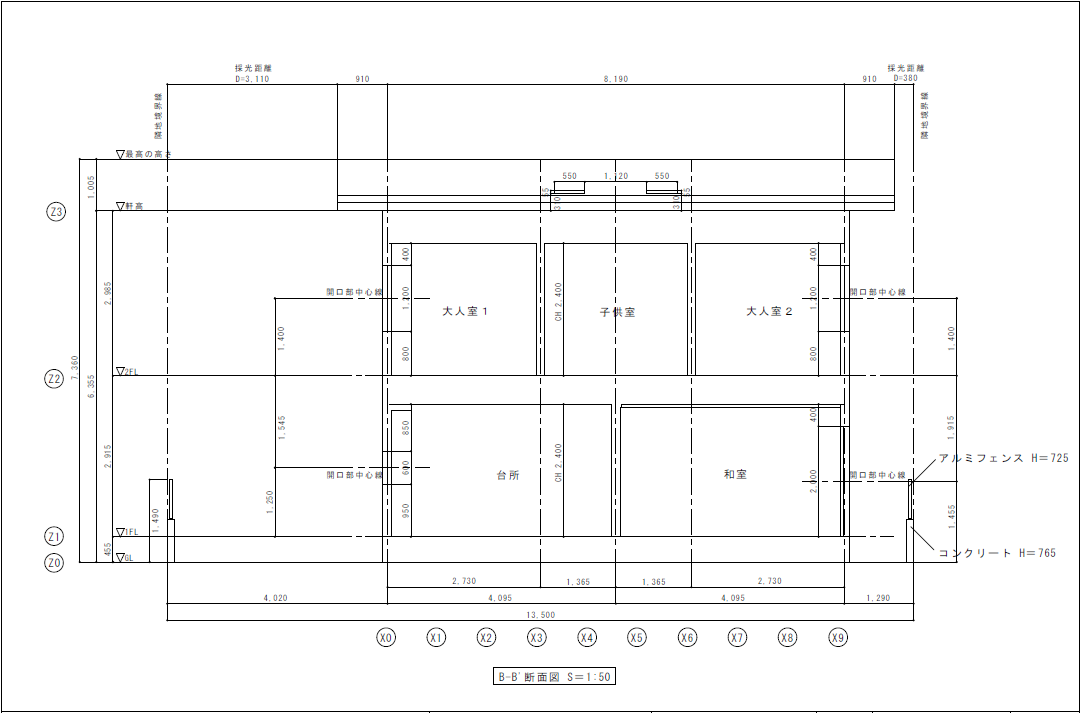 採光距離
D=3,110
910
8,190
910
採光距離
D=380
隣地境界線
隣地境界線
▽最高の高さ
1,005
550
1,120
550
55
310
310
55
Z3
▽軒高
2,985
400
CH 2,400
400
開口部中心線
1,200
1,200
開口部中心線
大人室1
子供室
大人室2
1,400
1,400
800
800
7,360
6,355
Z2
▽2FL
1,545
850
CH 2,400
400
1,915
2,915
アルミフェンス H=725
開口部中心線
600
台所
和室
2,000
開口部中心線
1,490
1,250
950
1,455
Z1
▽1FL
455
コンクリート H=765
Z0
▽GL
2,730
1,365
1,365
2,730
4,020
4,095
4,095
1,290
13,500
X0 X1 X2 X3 X4 X5 X6 X7 X8 X9
B-B`断面図 S=1:50